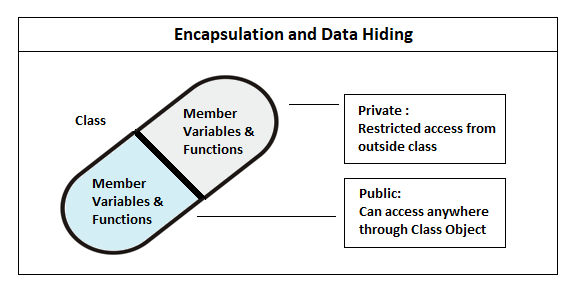 Encapsulation and Data Hiding
Class
Member
Variables &
Functions
Private :
Restricted access from
outside class
Member
Variables &
Functions
Public:
Can access anywhere
through Class Object